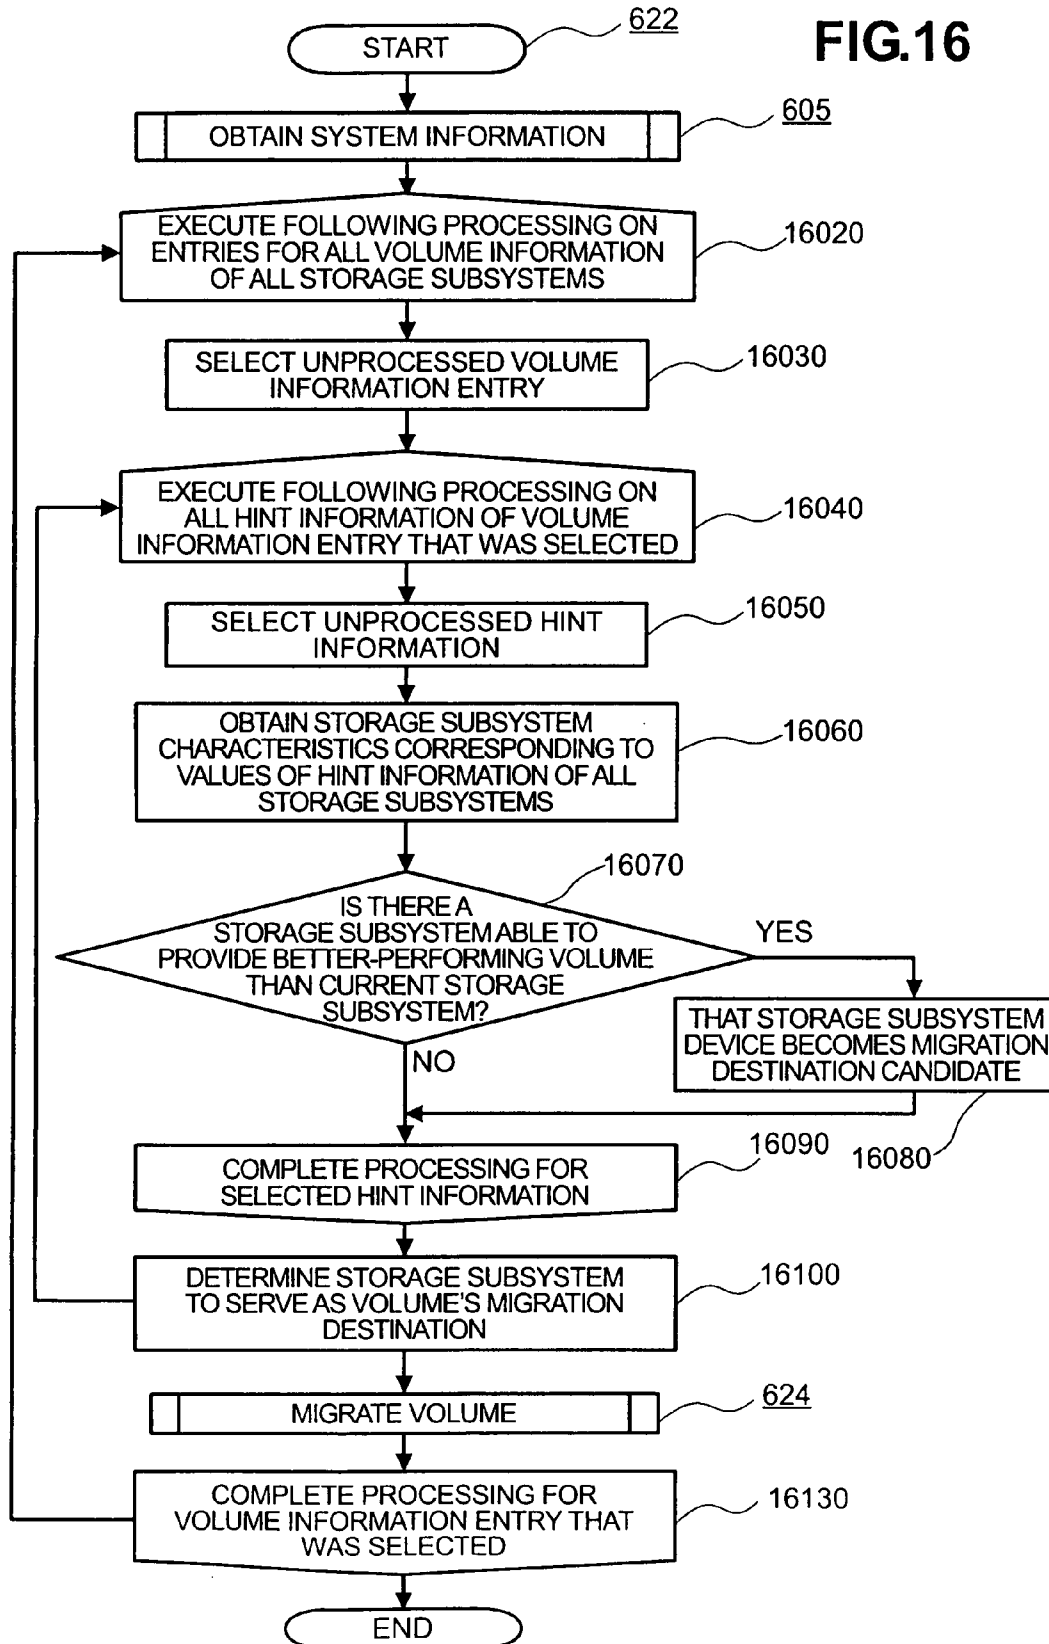 FIG.16
622
START
605
OBTAIN SYSTEM INFORMATION
EXECUTE FOLLOWING PROCESSING ON
ENTRIES FOR ALL VOLUME INFORMATION
OF ALL STORAGE SUBSYSTEMS
16020
SELECT UNPROCESSED VOLUME
INFORMATION ENTRY
16030
EXECUTE FOLLOWING PROCESSING ON
ALL HINT INFORMATION OF VOLUME
INFORMATION ENTRY THAT WAS SELECTED
16040
SELECT UNPROCESSED HINT
INFORMATION
16050
OBTAIN STORAGE SUBSYSTEM
CHARACTERISTICS CORRESPONDING TO
VALUES OF HINT INFORMATION OF ALL
STORAGE SUBSYSTEMS
16060
16070
IS THERE A
STORAGE SUBSYSTEM ABLE TO
PROVIDE BETTER-PERFORMING VOLUME
THAN CURRENT STORAGE
SUBSYSTEM?
YES
NO
THAT STORAGE SUBSYSTEM
DEVICE BECOMES MIGRATION
DESTINATION CANDIDATE
16080
COMPLETE PROCESSING FOR
SELECTED HINT INFORMATION
16090
DETERMINE STORAGE SUBSYSTEM
TO SERVE AS VOLUME'S MIGRATION
DESTINATION
16100
MIGRATE VOLUME
624
COMPLETE PROCESSING FOR
VOLUME INFORMATION ENTRY THAT
WAS SELECTED
16130
END